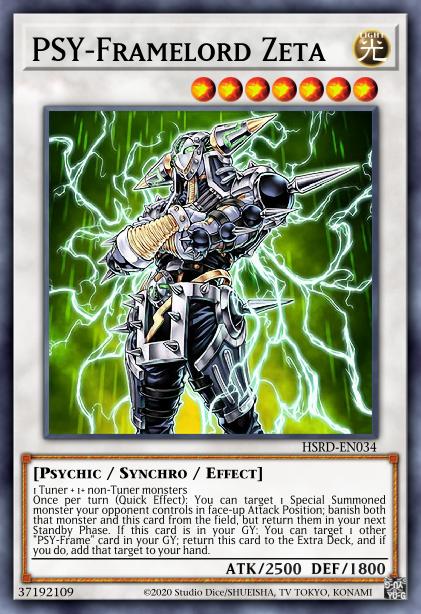 PSY-Framelord Zeta
LIGHT
光
HSRD-EN034
[Psychic / Synchro / Effect]
1 Tuner + 1+ non-Tuner monsters
Once per turn (Quick Effect): You can target 1 Special Summoned
monster your opponent controls in face-up Attack Position; banish both
that monster and this card from the field, but return them in your next
Standby Phase. If this card is in your GY: You can target 1 other
"PSY-Frame" card in your GY; return this card to the Extra Deck, and if
you do, add that target to your hand.
ATK/2500 DEF/1800
37192109
©2020 Studio Dice/SHUEISHA, TV TOKYO, KONAMI